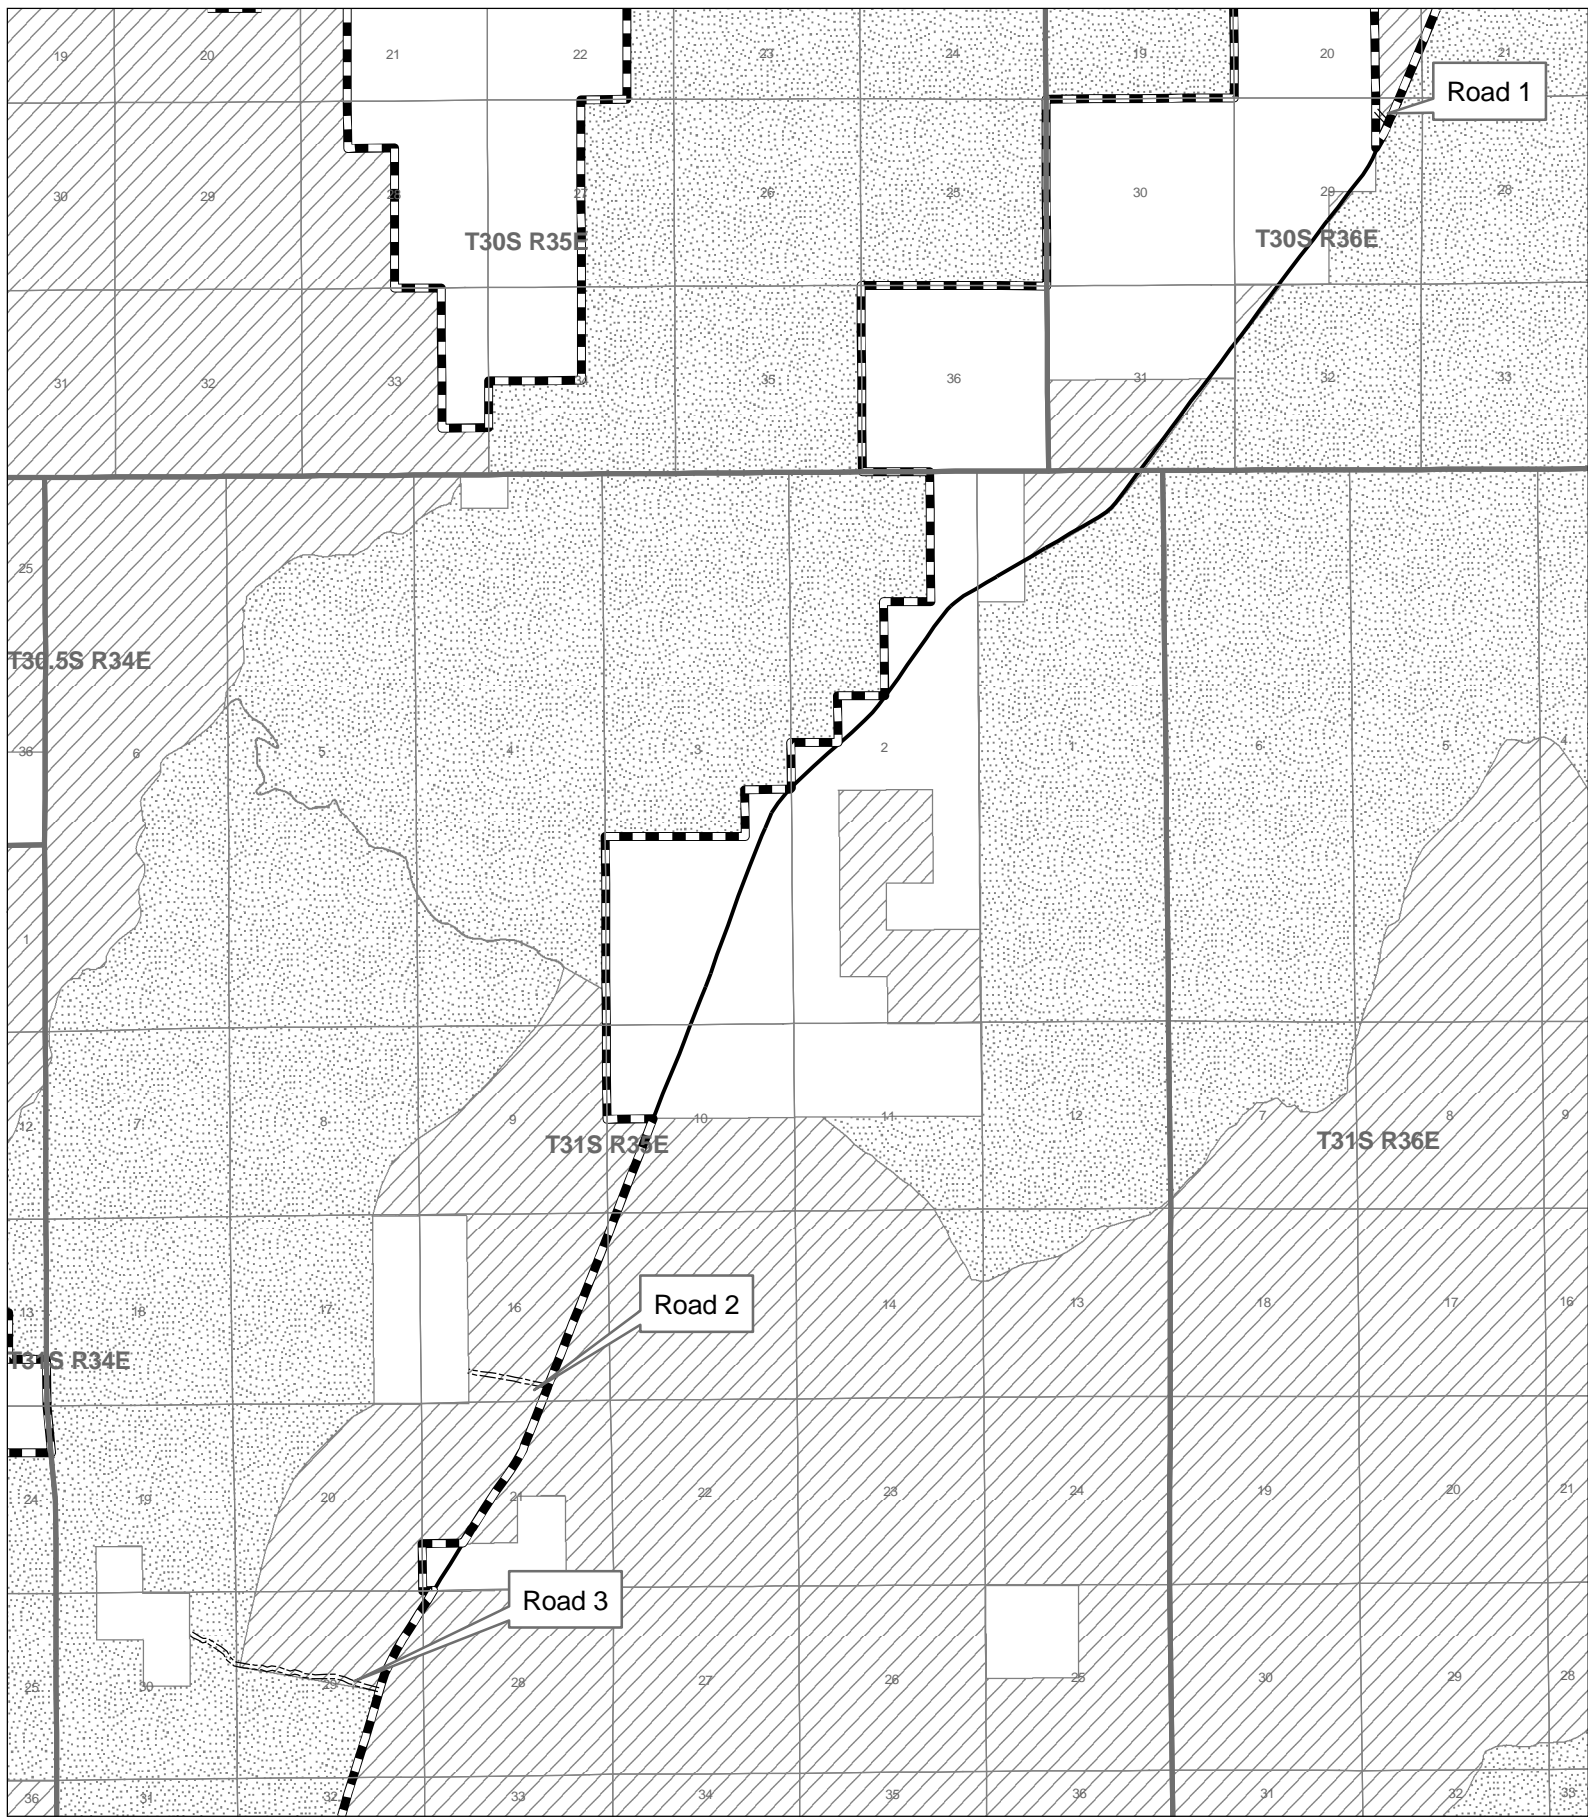 19 20 21 22 23 24 19 20 21
Road 1
30 29 28 27 26 25 30 29 28
T30S R35E T30S R36E
31 32 33 34 35 36 31 32 33
25
T30.5S R34E
36 6 5 4 3 2 1 6 5 4
1
12 7 8 9 10 11 12 7 8 9
T31S R35E T31S R36E
13 18 17 16 14 13 18 17 16
Road 2
T31S R34E
24 19 20 21 22 23 24 19 20 21
Road 3
25 30 29 28 27 26 25 30 29 28
36 31 32 33 34 35 36 31 32 33